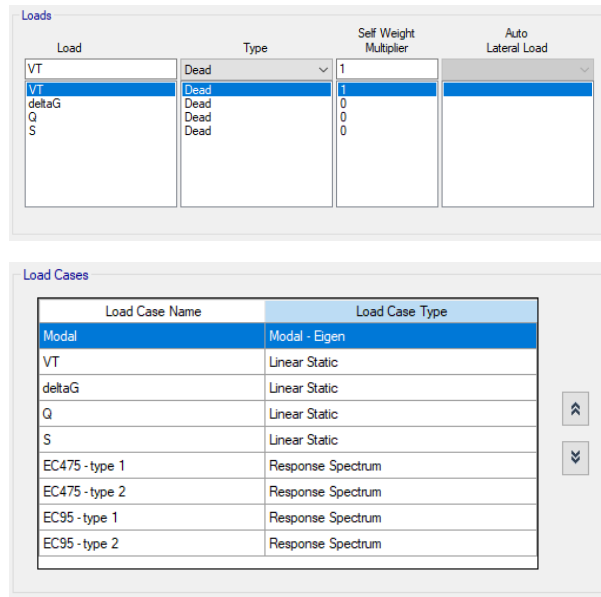 Loads
Load Type Self Weight Multiplier Auto Lateral Load
VT Dead 1
VT Dead 1
deltaG Dead 0
Q Dead 0
S Dead 0
Load Cases
Load Case Name Load Case Type
Modal Modal - Eigen
VT Linear Static
deltaG Linear Static
Q Linear Static
S Linear Static
EC475 - type 1 Response Spectrum
EC475 - type 2 Response Spectrum
EC95 - type 1 Response Spectrum
EC95 - type 2 Response Spectrum